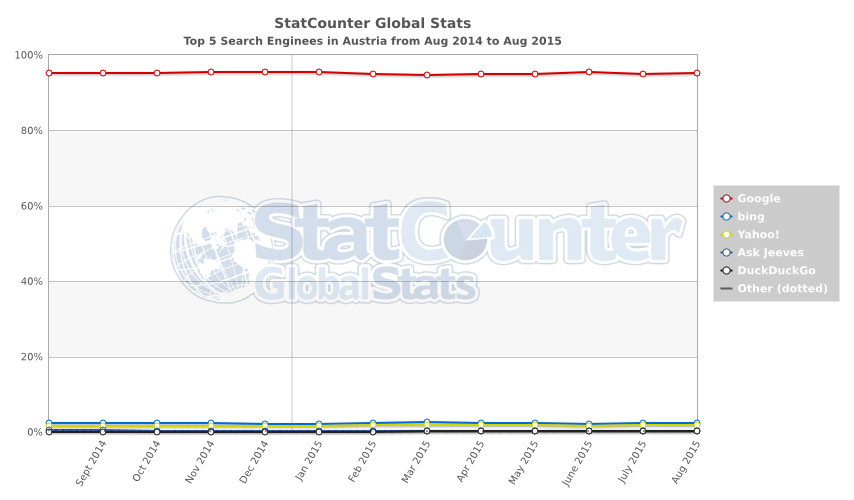 StatCounter Global Stats
Top 5 Search Enginees in Austria from Aug 2014 to Aug 2015
100%
80%
60%
40%
20%
0%
StatCounter
GlobalStats
Google
bing
Yahoo!
Ask Jeeves
DuckDuckGo
Other (dotted)
Sept 2014
Oct 2014
Nov 2014
Dec 2014
Jan 2015
Feb 2015
Mar 2015
Apr 2015
May 2015
June 2015
July 2015
Aug 2015